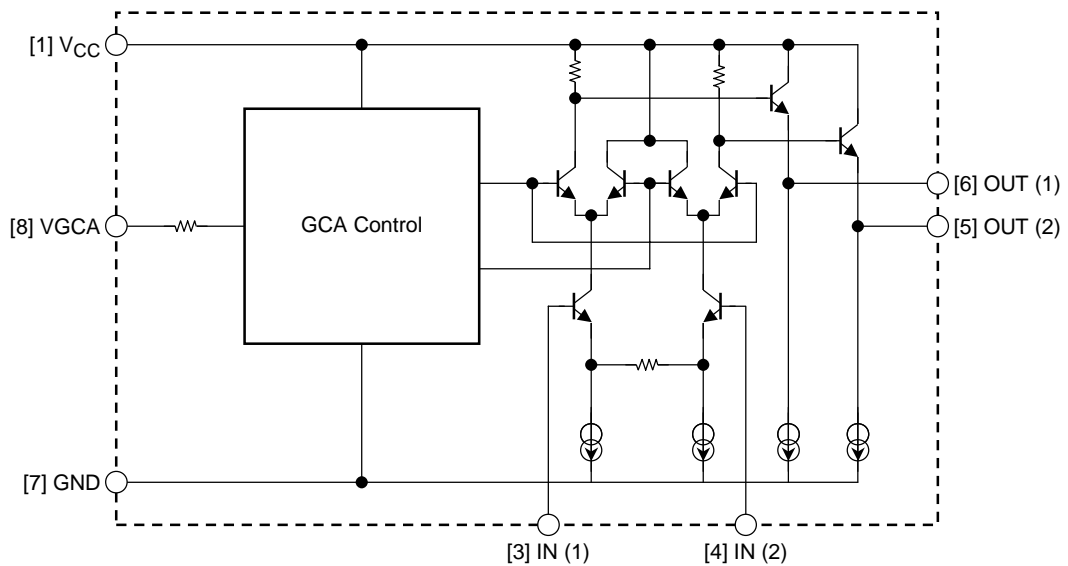 [1] VCC
[8] VGCA
GCA Control
[6] OUT (1)
[5] OUT (2)
[7] GND
[3] IN (1)
[4] IN (2)